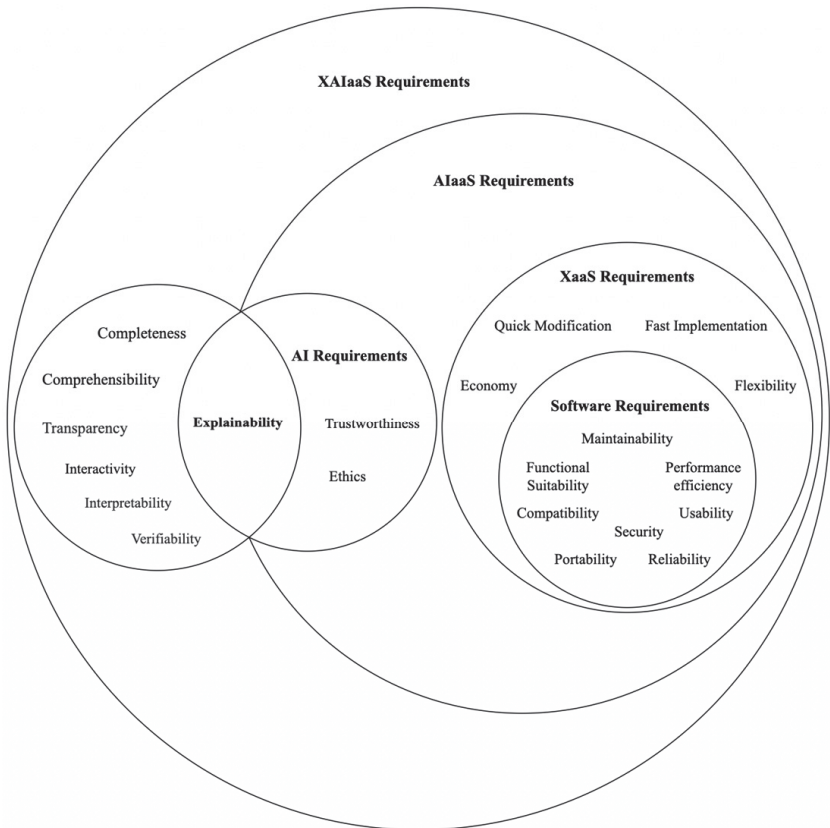 XAIaaS Requirements
AIaaS Requirements
XaaS Requirements
Quick Modification
Fast Implementation
Economy
Flexibility
Software Requirements
Maintainability
Functional
Suitability
Performance
efficiency
Compatibility
Usability
Security
Portability
Reliability
AI Requirements
Explainability
Trustworthiness
Ethics
Completeness
Comprehensibility
Transparency
Interactivity
Interpretability
Verifiability